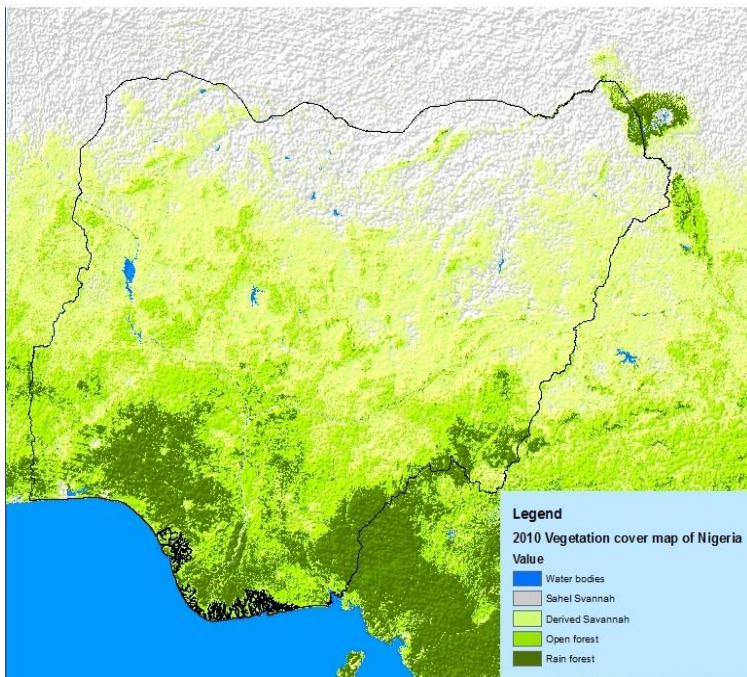 Legend
2010 Vegetation cover map of Nigeria
Value
Water bodies
Sahel Svannah
Derived Savannah
Open forest
Rain forest